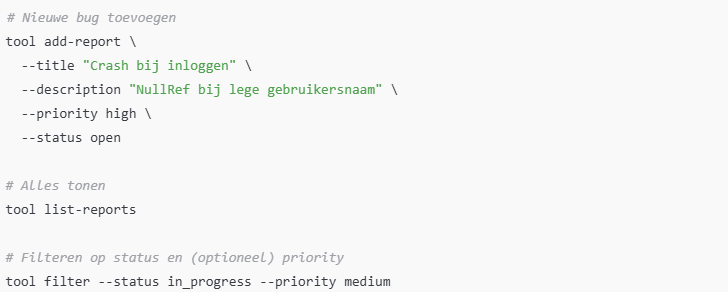 # Nieuwe bug toevoegen
tool add-report \
  --title "Crash bij inloggen" \
  --description "NullRef bij lege gebruikersnaam" \
  --priority high \
  --status open

# Alles tonen
tool list-reports

# Filteren op status en (optioneel) priority
tool filter --status in_progress --priority medium